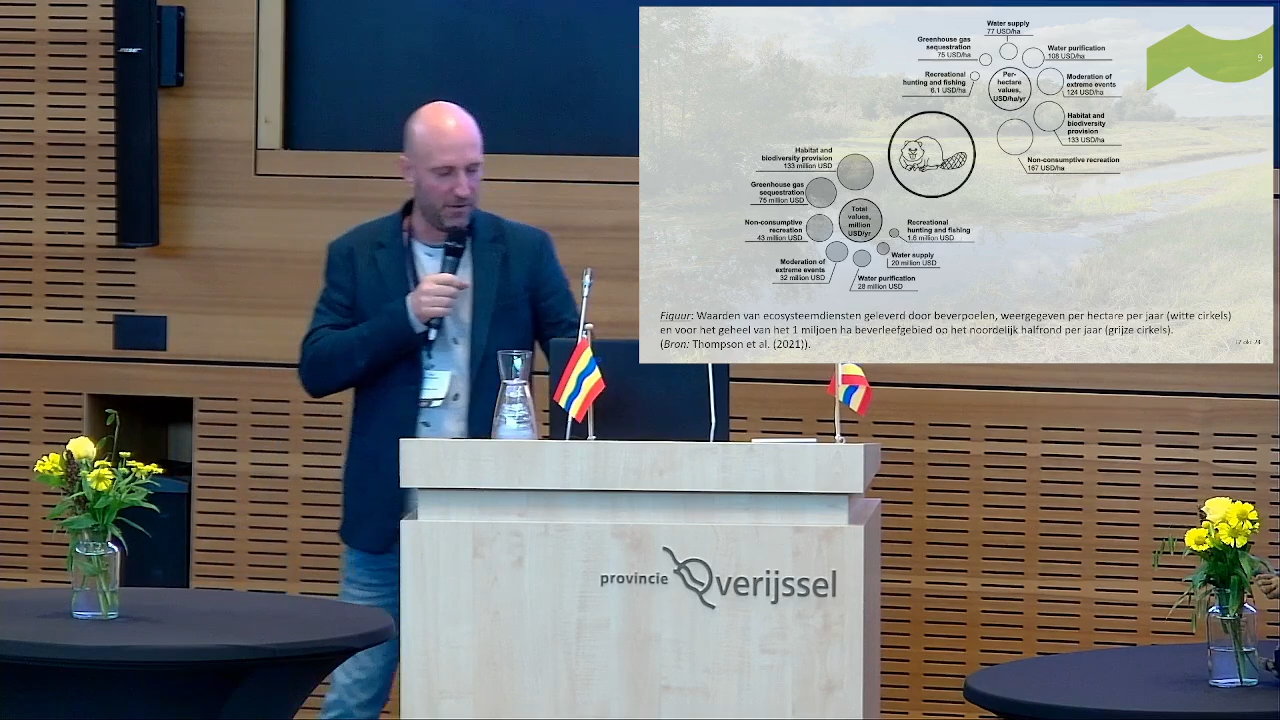 BOSE
9
Water supply
77 USD/ha
Greenhouse gas
sequestration
75 USD/ha
Water purification
108 USD/ha
Recreational
hunting and fishing
6.1 USD/ha
Per-
hectare
values,
USD/ha/yr
Moderation of
extreme events
124 USD/ha
Habitat and
biodiversity
provision
133 USD/ha
Non-consumptive recreation
167 USD/ha
Habitat and
biodiversity provision
133 million USD
Greenhouse gas
sequestration
75 million USD
Non-consumptive
recreation
43 million USD
Total
values,
million
USD/yr
Recreational
hunting and fishing
1.6 million USD
Moderation of
extreme events
32 million USD
Water supply
20 million USD
Water purification
28 million USD
Figuur: Waarden van ecosysteemdiensten geleverd door beverpoelen, weergegeven per hectare per jaar (witte cirkels)
en voor het geheel van het 1 miljoen ha beverleefgebied op het noordelijk halfrond per jaar (grijze cirkels).
(Bron: Thompson et al. (2021)).
17 okt 24
provincie Overijssel